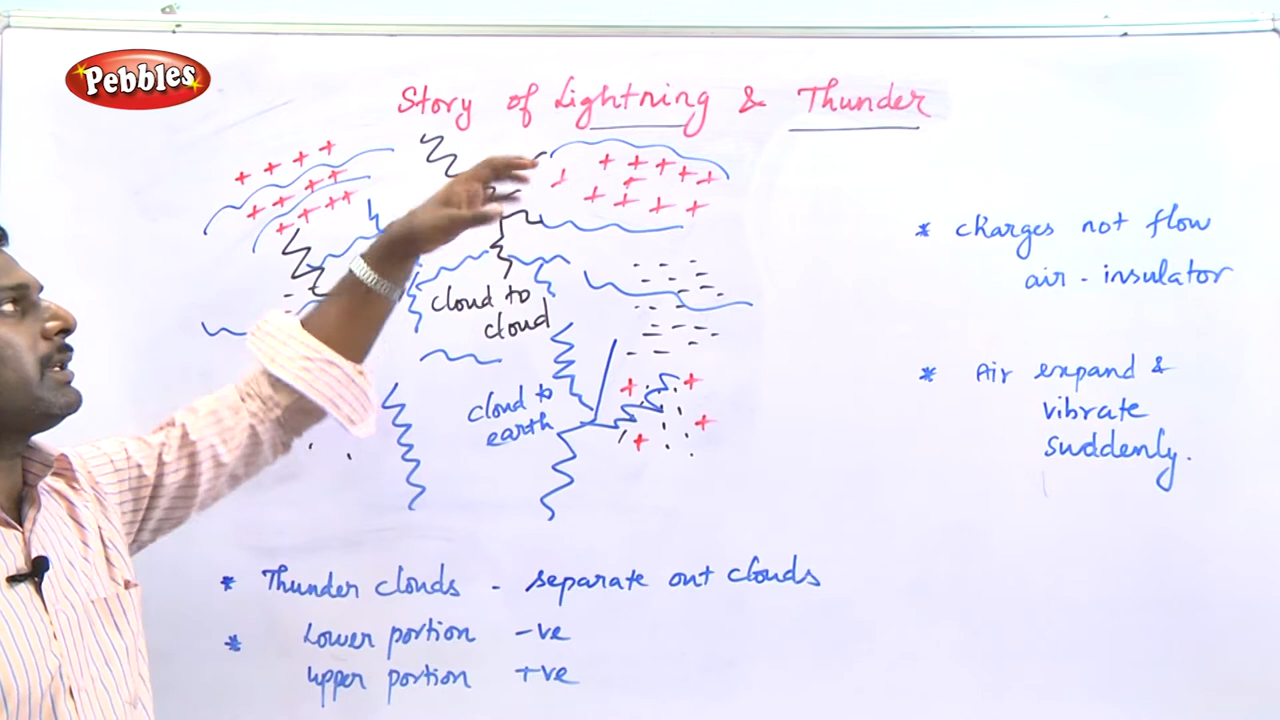 Pebbles
Story of Lightning & Thunder
* Charges not flow
air - insulator
cloud to
cloud
* Air expand &
vibrate
suddenly.
cloud to
earth
* Thunder clouds - separate out clouds
* Lower portion -ve
upper portion +ve